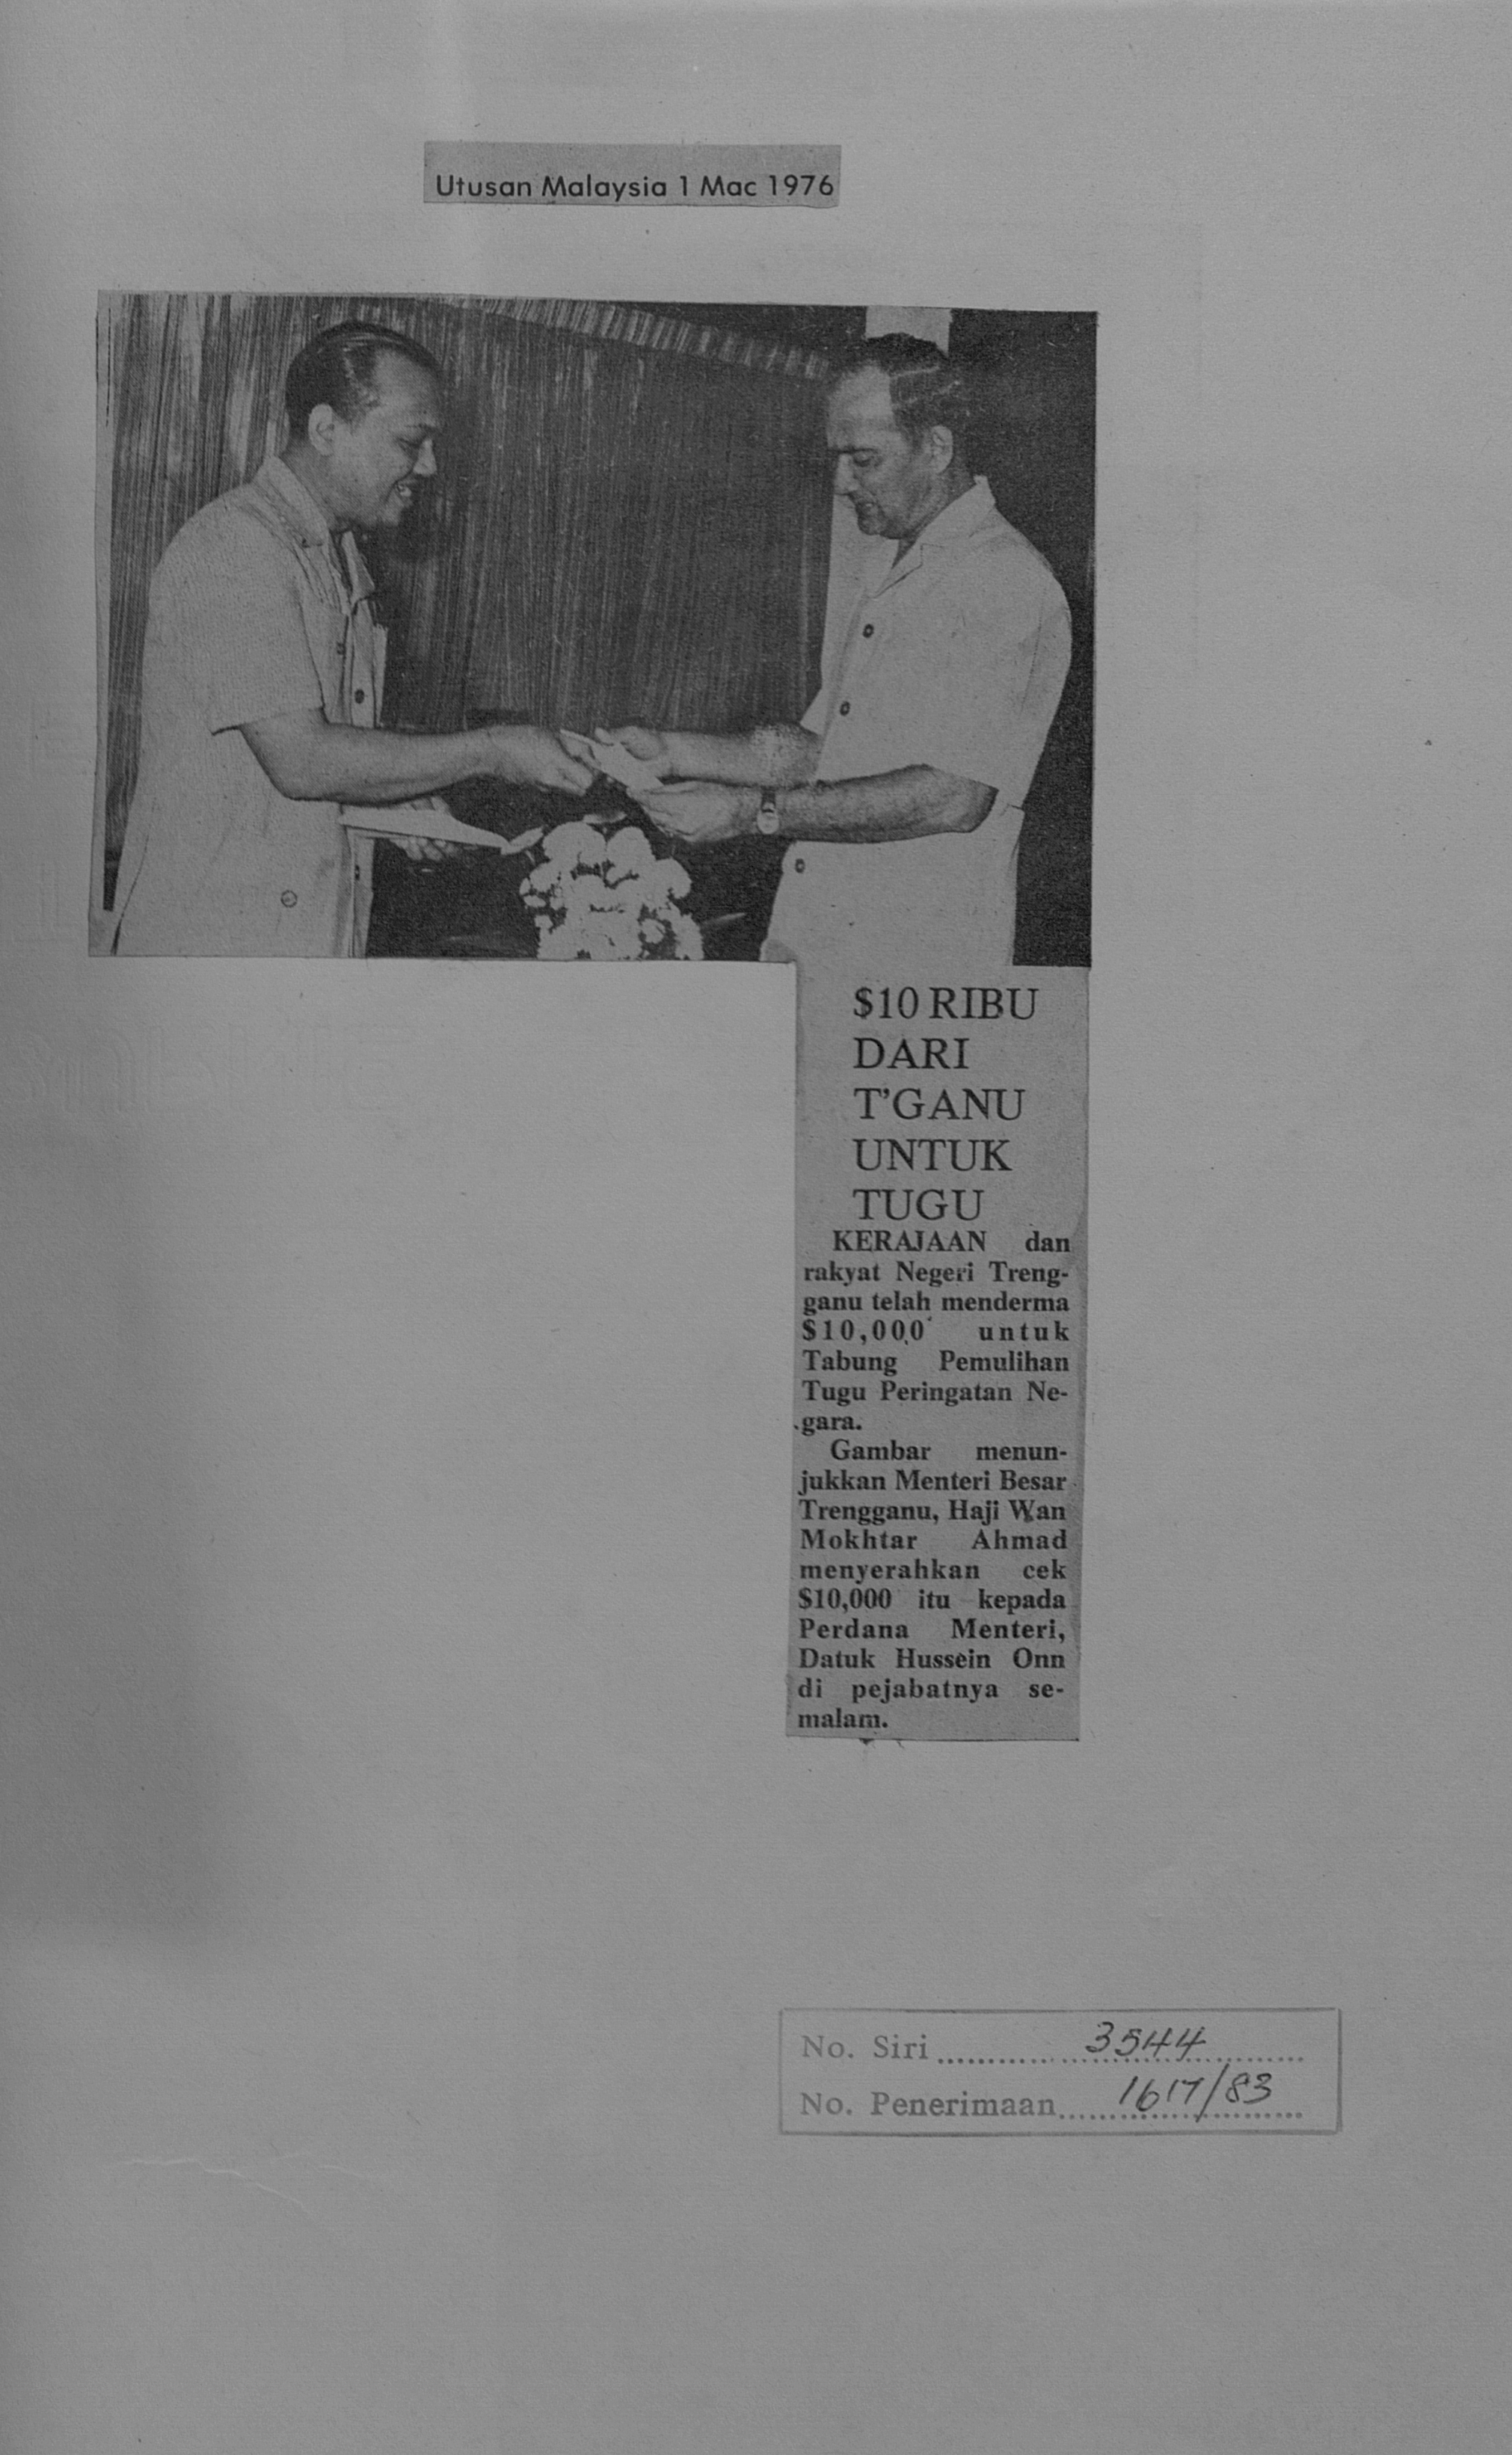 Utusan Malaysia 1 Mac 1976
$10 RIBU
DARI
T'GANU
UNTUK
TUGU
KERAJAAN dan
rakyat Negeri Treng-
ganu telah menderma
$10,000 untuk
Tabung Pemulihan
Tugu Peringatan Ne-
gara.
Gambar menun-
jukkan Menteri Besar
Trengganu, Haji Wan
Mokhtar Ahmad
menyerahkan cek
$10,000 itu kepada
Perdana Menteri,
Datuk Hussein Onn
di pejabatnya se-
malam.
No. Siri 3544
No. Penerimaan 1617/83